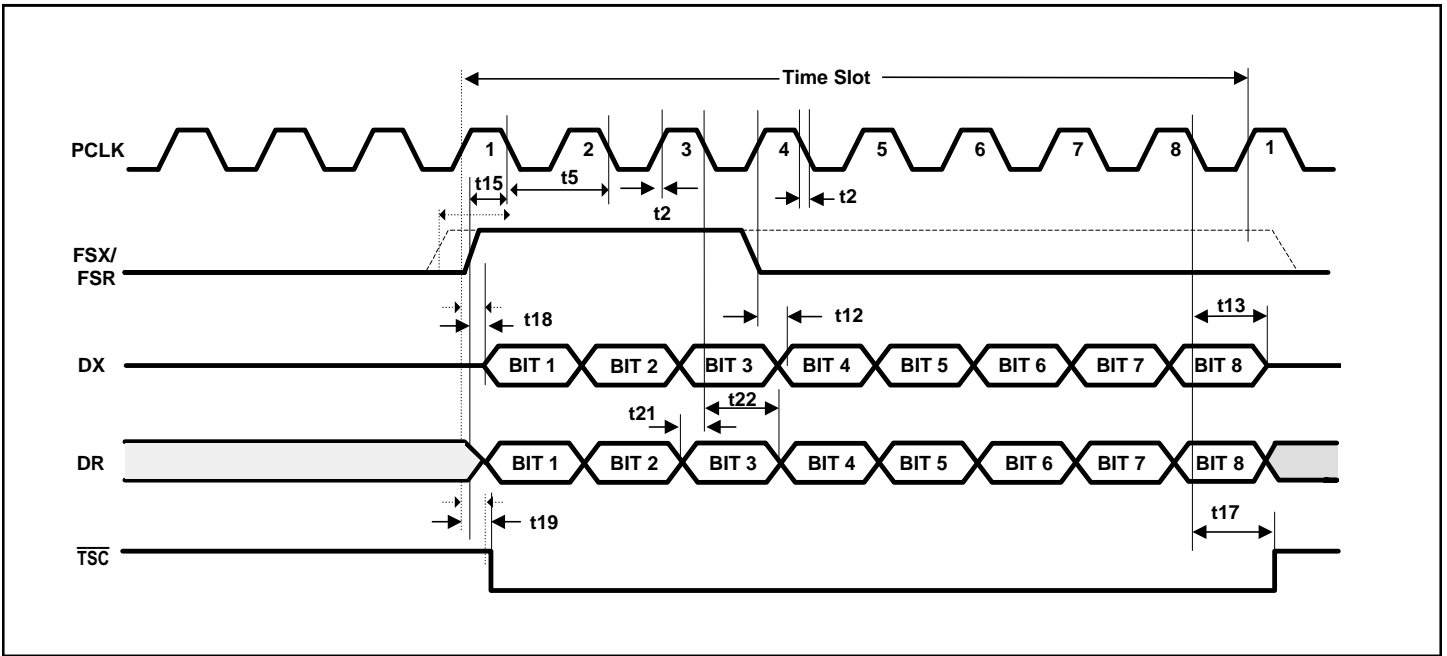 Time Slot
PCLK 1 2 3 4 5 6 7 8 1
t15 t5 t2 t2
FSX/
FSR
t18 t12 t13
DX BIT 1 BIT 2 BIT 3 BIT 4 BIT 5 BIT 6 BIT 7 BIT 8
t21 t22
DR BIT 1 BIT 2 BIT 3 BIT 4 BIT 5 BIT 6 BIT 7 BIT 8
t19 t17
TSC